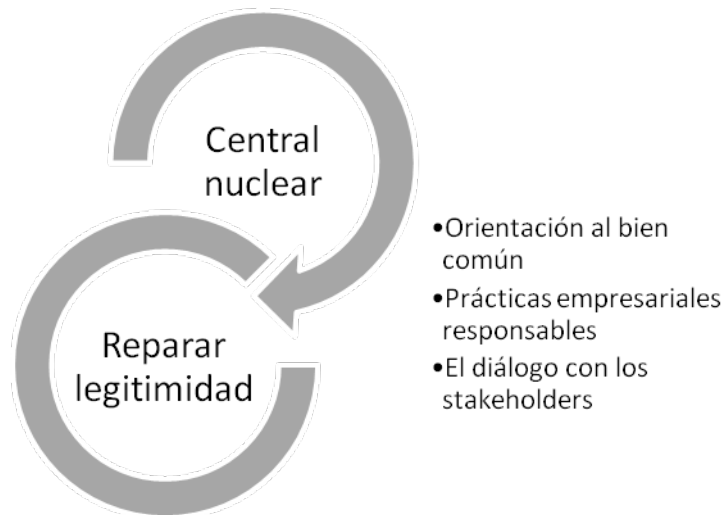 Central
nuclear
•Orientación al bien
común
•Prácticas empresariales
responsables
•El diálogo con los
stakeholders
Reparar
legitimidad